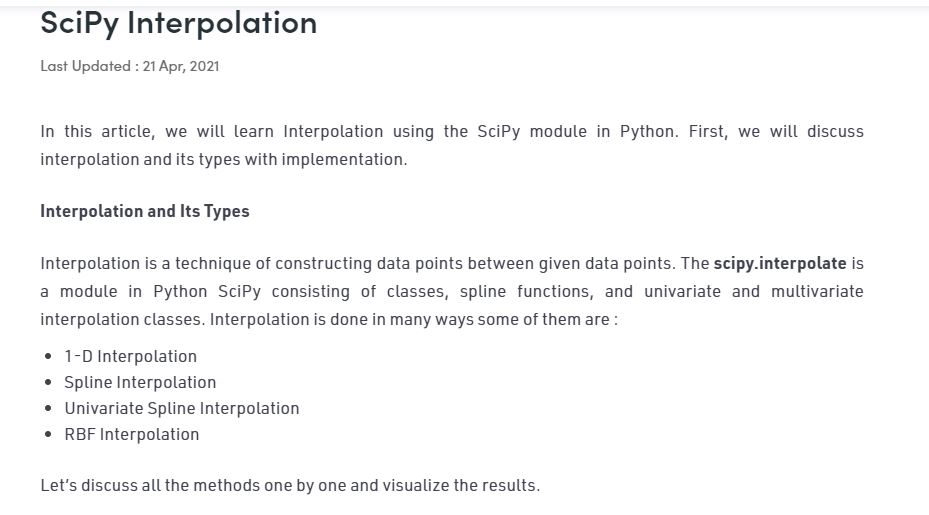 SciPy Interpolation
Last Updated : 21 Apr, 2021
In this article, we will learn Interpolation using the SciPy module in Python. First, we will discuss
interpolation and its types with implementation.
Interpolation and Its Types
Interpolation is a technique of constructing data points between given data points. The scipy.interpolate is
a module in Python SciPy consisting of classes, spline functions, and univariate and multivariate
interpolation classes. Interpolation is done in many ways some of them are :
• 1-D Interpolation
• Spline Interpolation
• Univariate Spline Interpolation
• RBF Interpolation
Let’s discuss all the methods one by one and visualize the results.